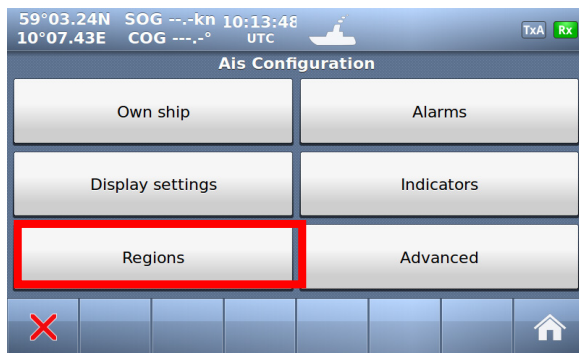 59°03.24N SOG --.-kn 10:13:48
10°07.43E COG ---.-° UTC
TxA Rx
Ais Configuration
Own ship Alarms
Display settings Indicators
Regions Advanced